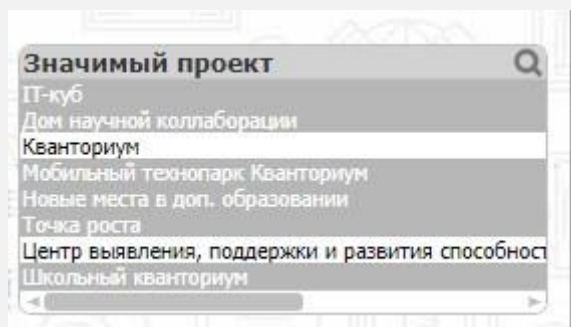 Значимый проект
IT-куб
Дом научной коллаборации
Кванториум
Мобильный технопарк Кванториум
Новые места в доп. образовании
Точка роста
Центр выявления, поддержки и развития способност
Школьный кванториум